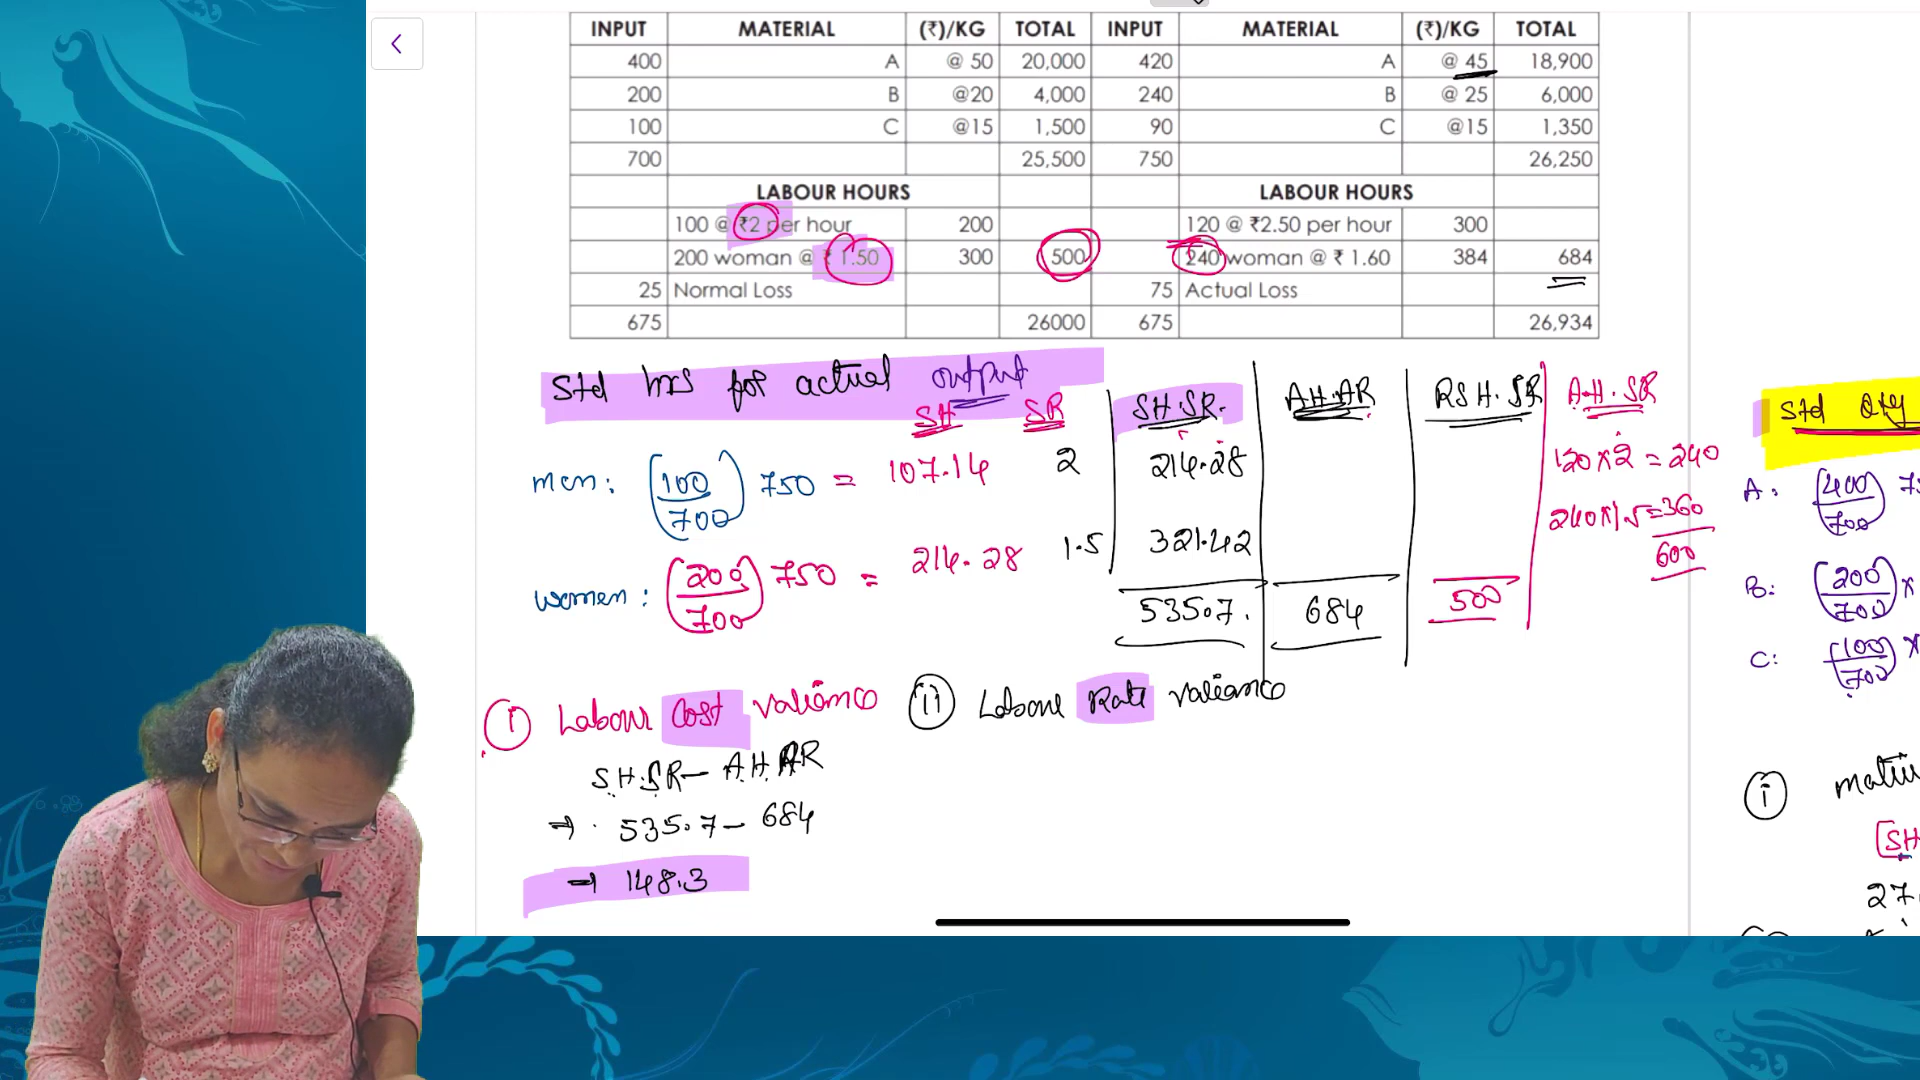 INPUT MATERIAL (₹)/KG TOTAL INPUT MATERIAL (₹)/KG TOTAL
400 A @ 50 20,000 420 A @ 45 18,900
200 B @20 4,000 240 B @ 25 6,000
100 C @15 1,500 90 C @15 1,350
700 25,500 750 26,250
LABOUR HOURS LABOUR HOURS
100 @ ₹2 per hour 200 120 @ ₹2.50 per hour 300
200 woman @ ₹ 1.50 300 500 240 woman @ ₹ 1.60 384 684
25 Normal Loss 75 Actual Loss
675 26000 675 26,934
Std hrs for actual output
SH SR SH.SR. AH.AR RSH.SR A.H.SR
men: (100/700) 750 = 107.14 2 214.28 120×2 = 240
women: (200/700) 750 = 214.28 1.5 321.42 240×1.5=360
600
535.7. 684 500
(i) Labour Cost variance (ii) Labour Rate variance
SH.SR- AH.AR
→ 535.7- 684
→ 148.3
Std Qty
A: (400/700)
B: (200/700) ×
C: (100/700) ×
(i)
[SH
27